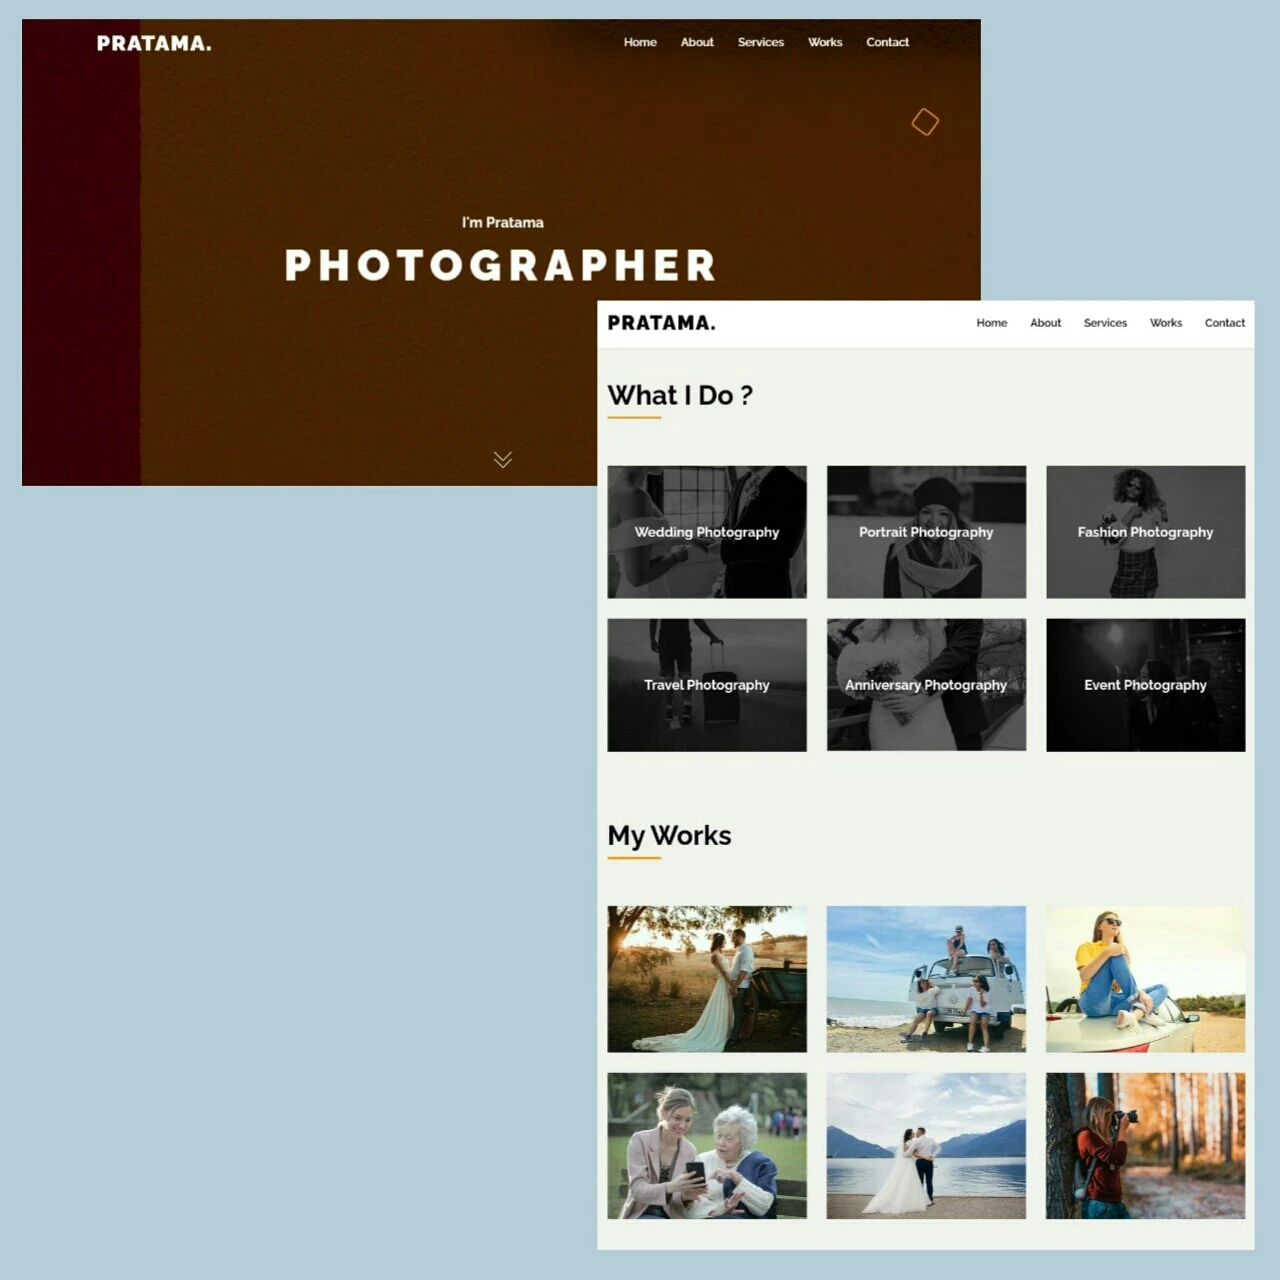 PRATAMA.
Home About Services Works Contact
I'm Pratama
PHOTOGRAPHER
PRATAMA.
Home About Services Works Contact
What I Do ?
Wedding Photography
Portrait Photography
Fashion Photography
Travel Photography
Anniversary Photography
Event Photography
My Works